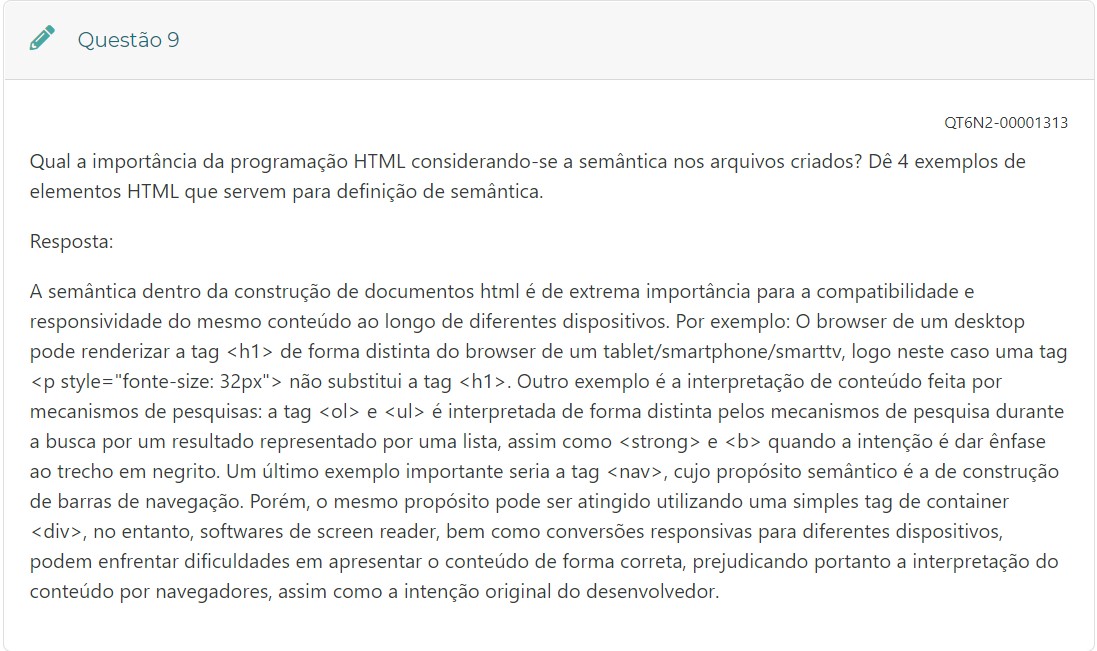 Questão 9
QT6N2-00001313
Qual a importância da programação HTML considerando-se a semântica nos arquivos criados? Dê 4 exemplos de
elementos HTML que servem para definição de semântica.
Resposta:
A semântica dentro da construção de documentos html é de extrema importância para a compatibilidade e
responsividade do mesmo conteúdo ao longo de diferentes dispositivos. Por exemplo: O browser de um desktop
pode renderizar a tag <h1> de forma distinta do browser de um tablet/smartphone/smarttv, logo neste caso uma tag
<p style="fonte-size: 32px"> não substitui a tag <h1>. Outro exemplo é a interpretação de conteúdo feita por
mecanismos de pesquisas: a tag <ol> e <ul> é interpretada de forma distinta pelos mecanismos de pesquisa durante
a busca por um resultado representado por uma lista, assim como <strong> e <b> quando a intenção é dar ênfase
ao trecho em negrito. Um último exemplo importante seria a tag <nav>, cujo propósito semântico é a de construção
de barras de navegação. Porém, o mesmo propósito pode ser atingido utilizando uma simples tag de container
<div>, no entanto, softwares de screen reader, bem como conversões responsivas para diferentes dispositivos,
podem enfrentar dificuldades em apresentar o conteúdo de forma correta, prejudicando portanto a interpretação do
conteúdo por navegadores, assim como a intenção original do desenvolvedor.